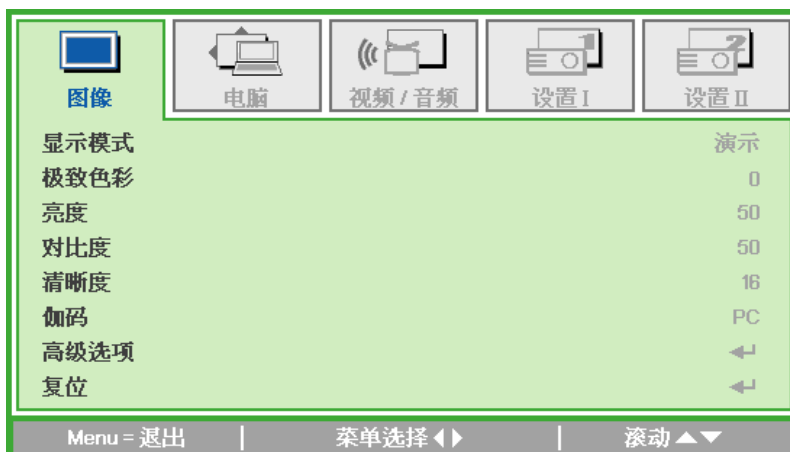 图像 电脑 视频 / 音频 设置 I 设置 II
显示模式 演示
极致色彩 0
亮度 50
对比度 50
清晰度 16
伽码 PC
高级选项
复位
Menu = 退出 | 菜单选择 | 滚动